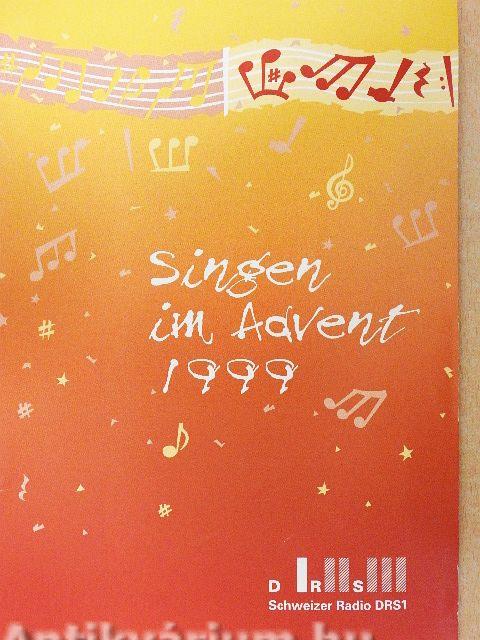 Singen
im Advent
1999
D R S
Schweizer Radio DRS1
Antikvárium.hu